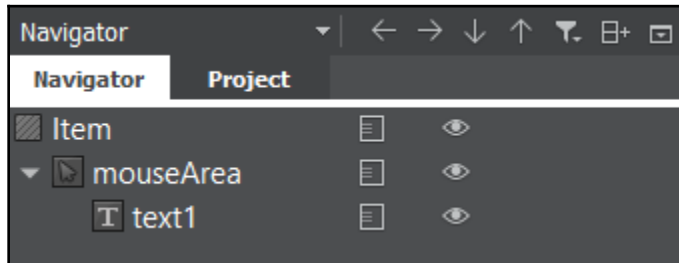 Navigator
Navigator Project
Item
mouseArea
T text1